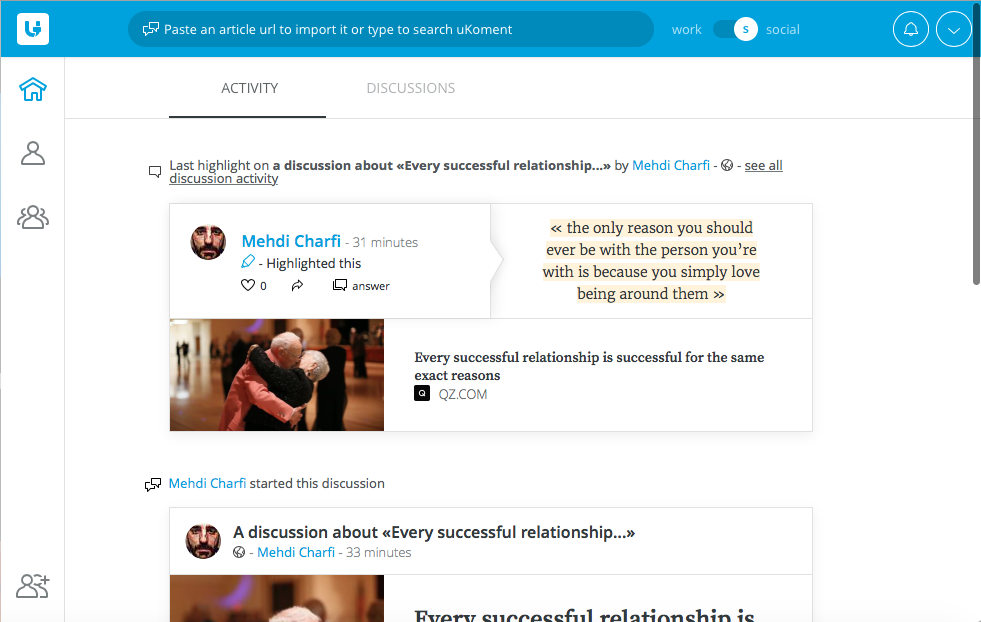 Paste an article url to import it or type to search uKoment
work S social
ACTIVITY DISCUSSIONS
Last highlight on a discussion about «Every successful relationship...» by Mehdi Charfi - - see all
discussion activity
Mehdi Charfi - 31 minutes
- Highlighted this
0 answer
« the only reason you should
ever be with the person you’re
with is because you simply love
being around them »
Every successful relationship is successful for the same
exact reasons
Q QZ.COM
Mehdi Charfi started this discussion
A discussion about «Every successful relationship...»
- Mehdi Charfi - 33 minutes
Every successful relationship is